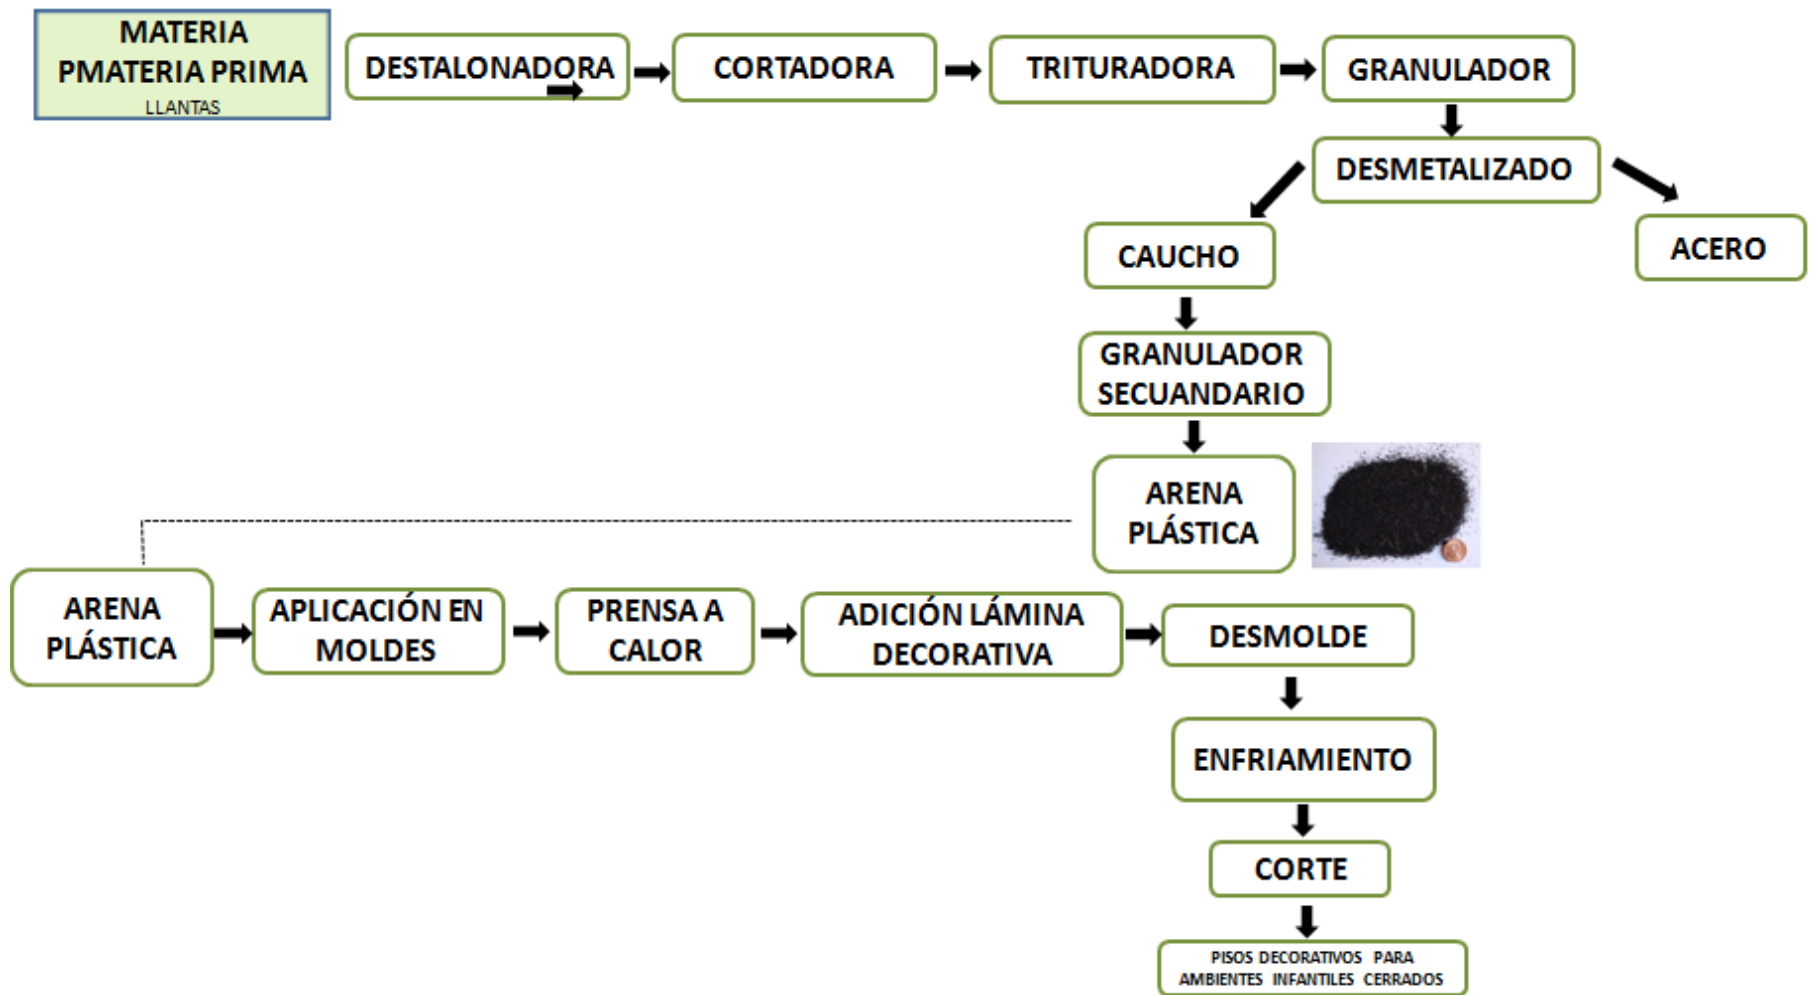 MATERIA
PMATERIA PRIMA
LLANTAS
DESTALONADORA
CORTADORA
TRITURADORA
GRANULADOR
DESMETALIZADO
ACERO
CAUCHO
GRANULADOR
SECUANDARIO
ARENA
PLÁSTICA
ARENA
PLÁSTICA
APLICACIÓN EN
MOLDES
PRENSA A
CALOR
ADICIÓN LÁMINA
DECORATIVA
DESMOLDE
ENFRIAMIENTO
CORTE
PISOS DECORATIVOS PARA
AMBIENTES INFANTILES CERRADOS